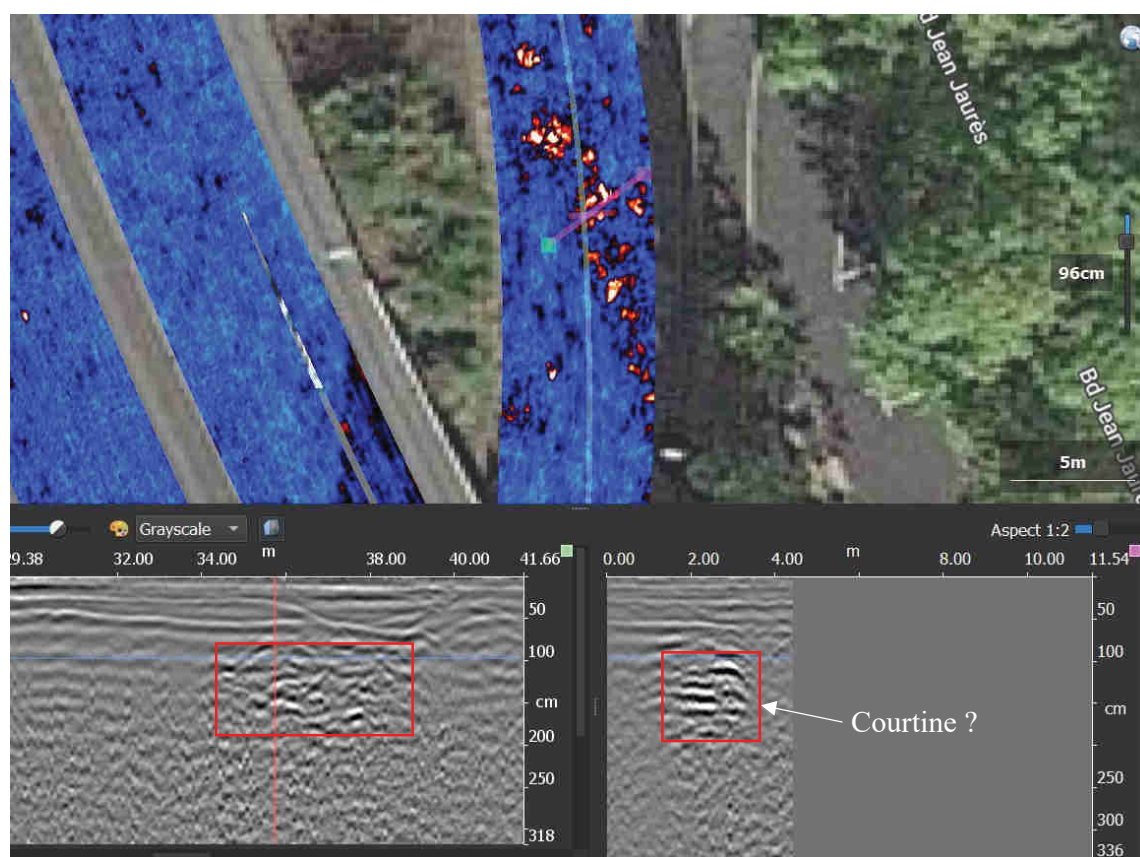 Bd Jean Jaurès
96cm
Bd Jean Jaurè
5m
Grayscale
Aspect 1:2
29.38 32.00 34.00 m 38.00 40.00 41.66
0.00 2.00 4.00 m 8.00 10.00 11.54
50
100
cm
200
250
318
50
100
cm
250
300
336
Courtine ?